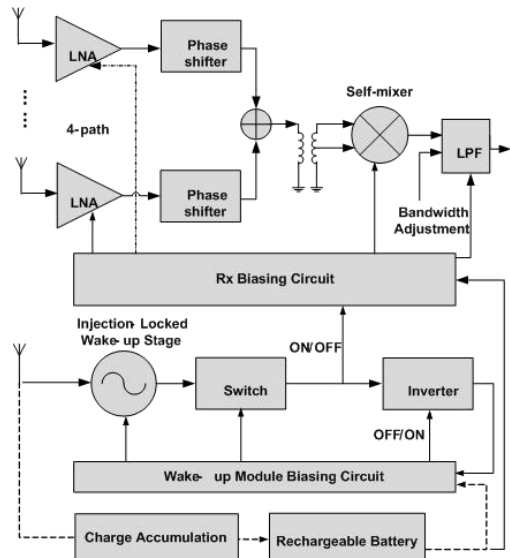 LNA
Phase
shifter
Self-mixer
4-path
LPF
LNA
Phase
shifter
Bandwidth
Adjustment
Rx Biasing Circuit
Injection- Locked
Wake- up Stage
ON/OFF
Switch
Inverter
OFF/ON
Wake- up Module Biasing Circuit
Charge Accumulation
Rechargeable Battery